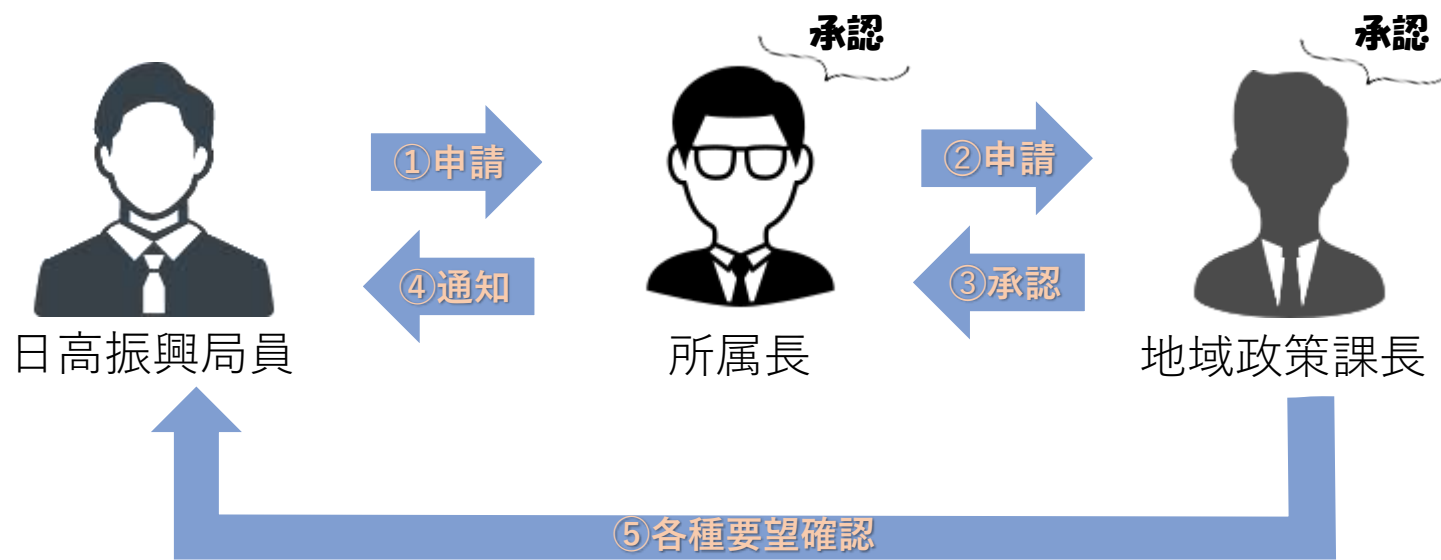 承認
承認
①申請
②申請
④通知
③承認
日高振興局員
所属長
地域政策課長
⑤各種要望確認